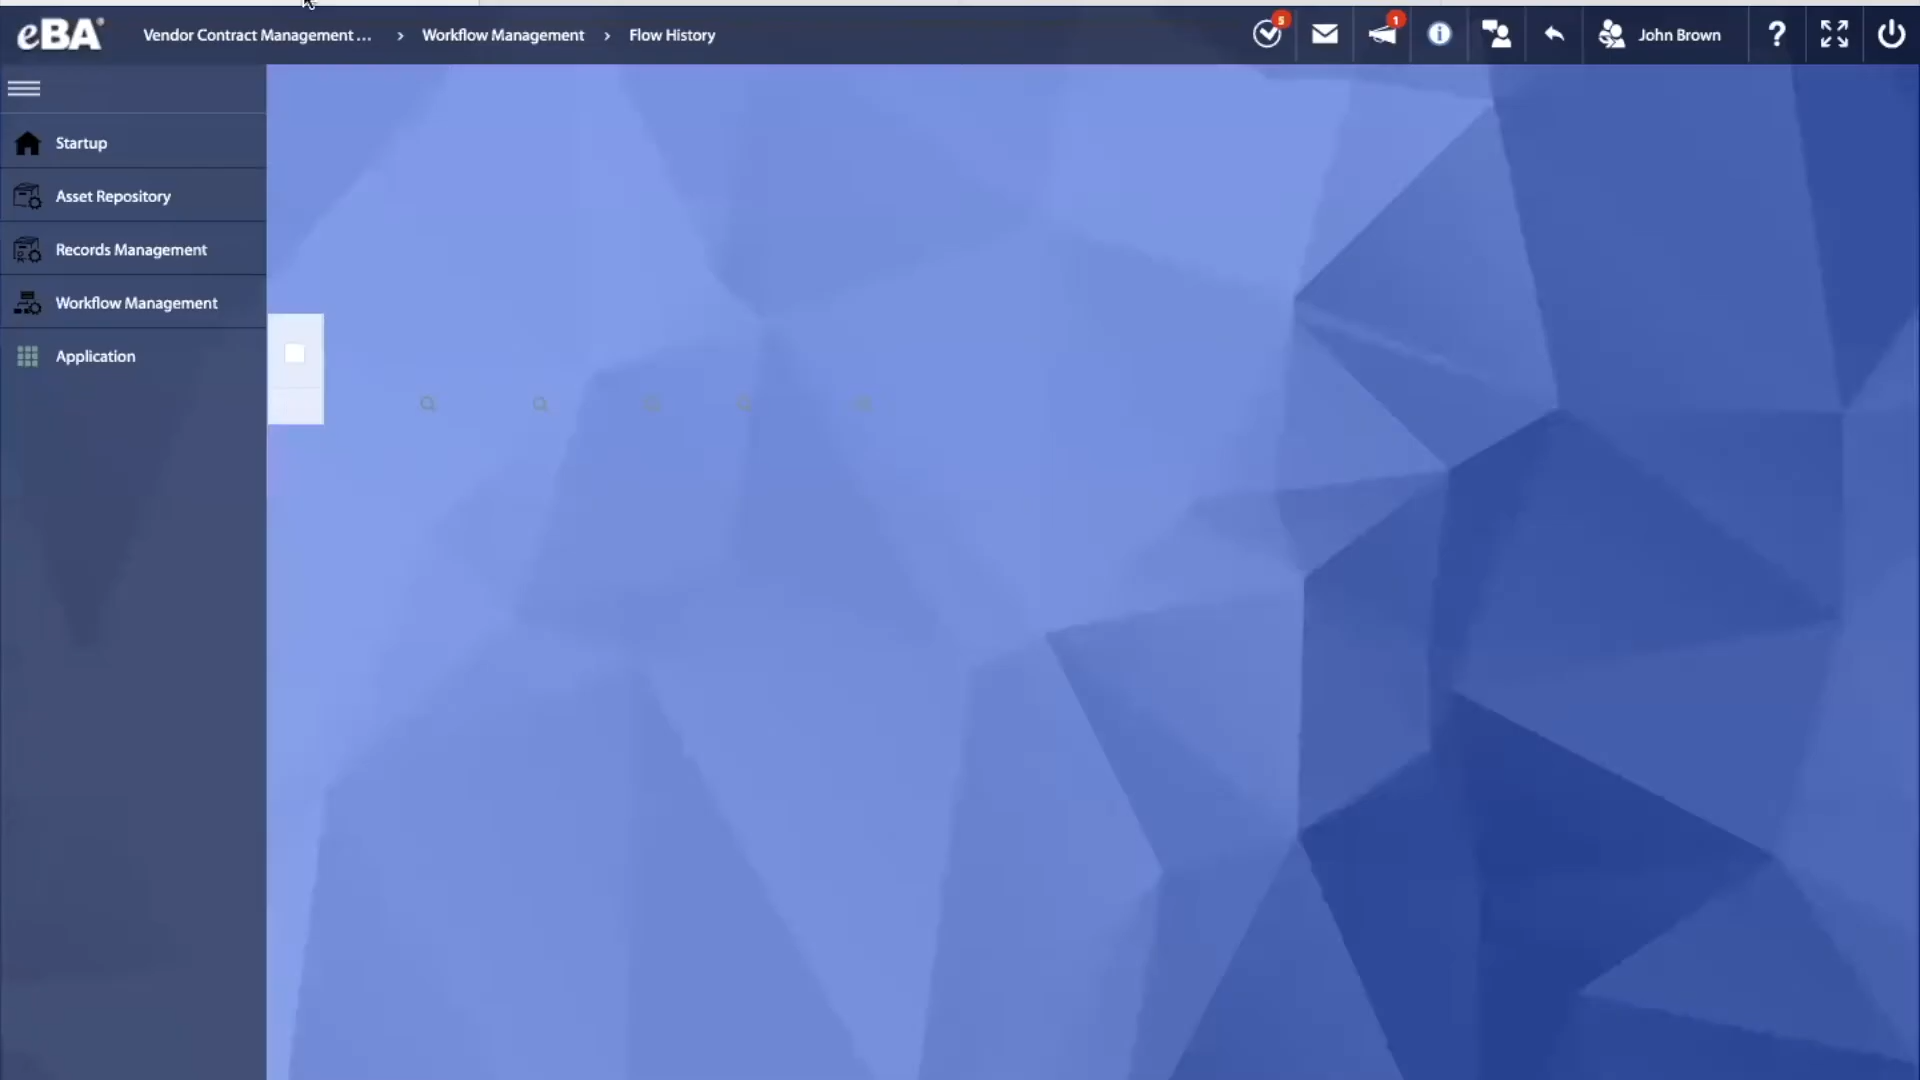 eBA®
Vendor Contract Management ... › Workflow Management › Flow History
5
1
John Brown
?
Startup
Asset Repository
Records Management
Workflow Management
Application